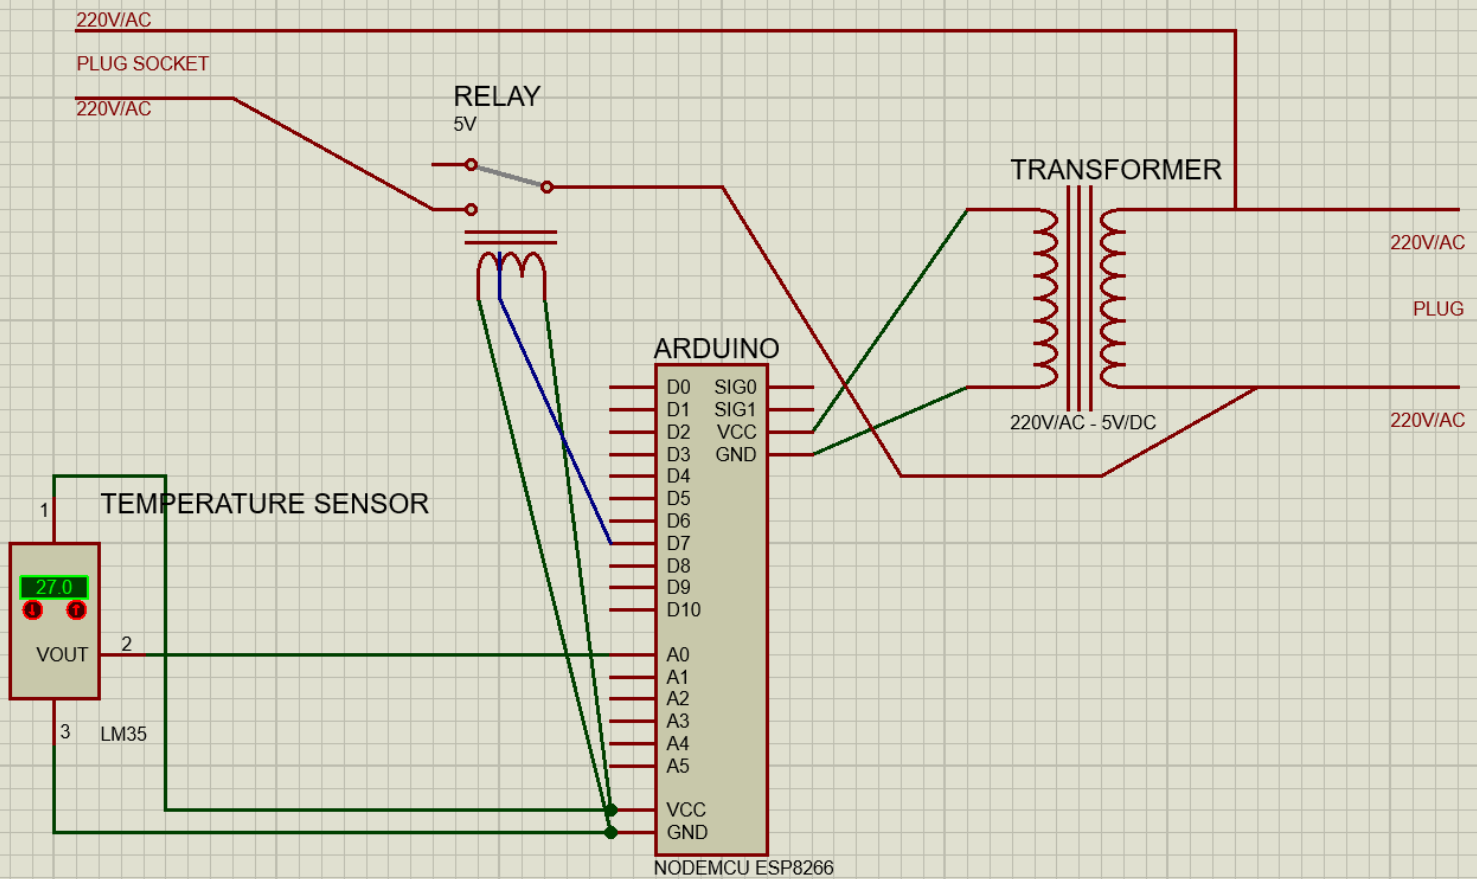 220V/AC
PLUG SOCKET
220V/AC
RELAY
5V
TRANSFORMER
220V/AC
PLUG
220V/AC
220V/AC - 5V/DC
ARDUINO
D0 SIG0
D1 SIG1
D2 VCC
D3 GND
D4
D5
D6
D7
D8
D9
D10
A0
A1
A2
A3
A4
A5
VCC
GND
NODEMCU ESP8266
TEMPERATURE SENSOR
1
27.0
VOUT
2
3
LM35